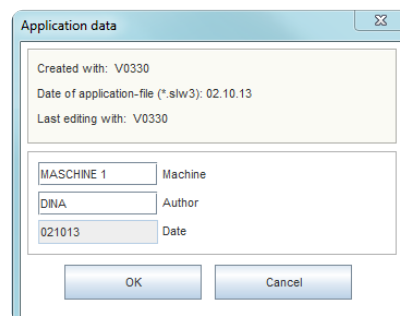 Application data
Created with: V0330
Date of application-file (*.slw3): 02.10.13
Last editing with: V0330
MASCHINE 1 Machine
DINA Author
021013 Date
OK Cancel